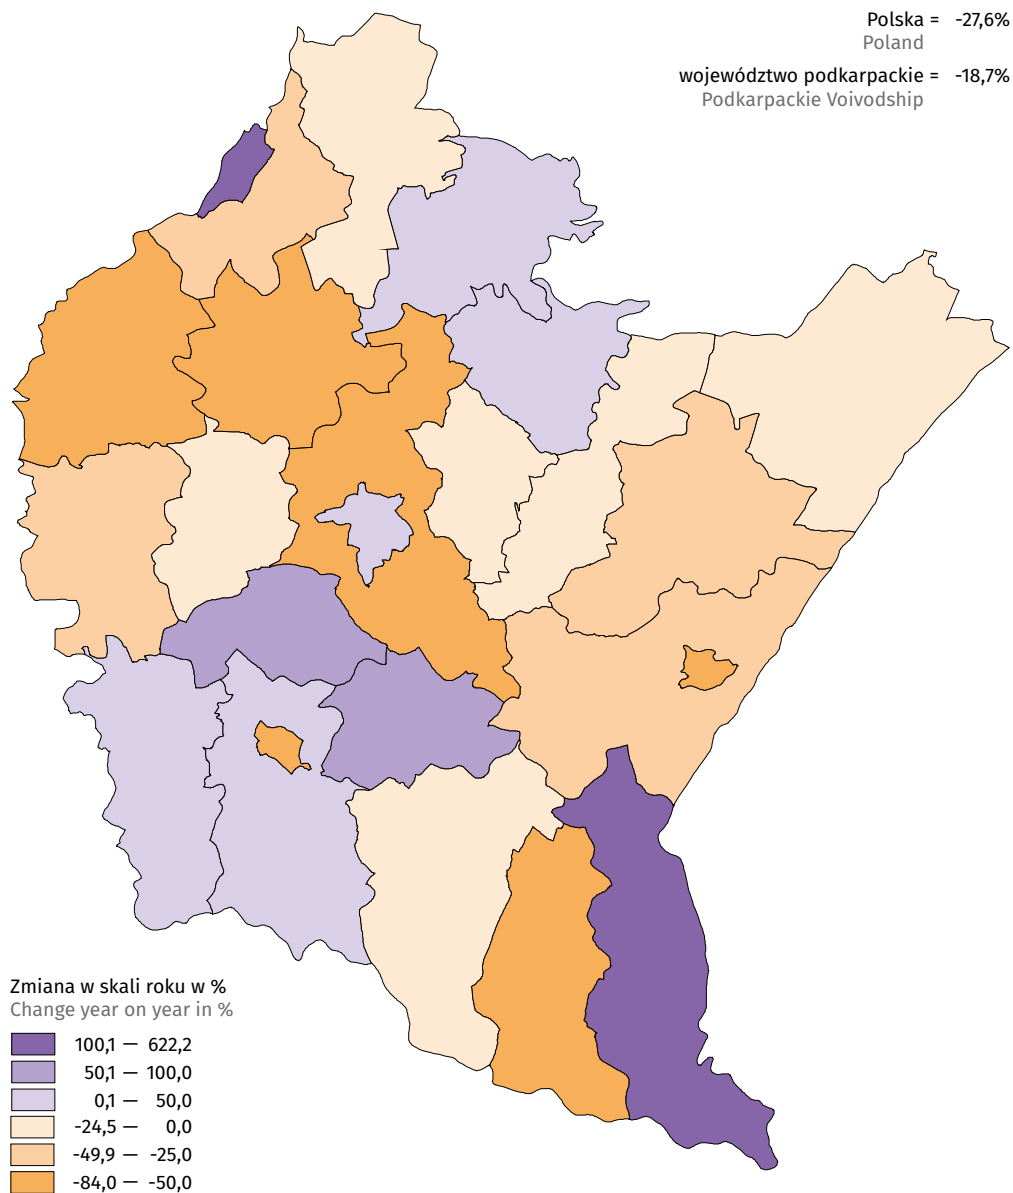 Polska = -27,6%
Poland
województwo podkarpackie = -18,7%
Podkarpackie Voivodship
Zmiana w skali roku w %
Change year on year in %
100,1 — 622,2
50,1 — 100,0
0,1 — 50,0
-24,5 — 0,0
-49,9 — -25,0
-84,0 — -50,0